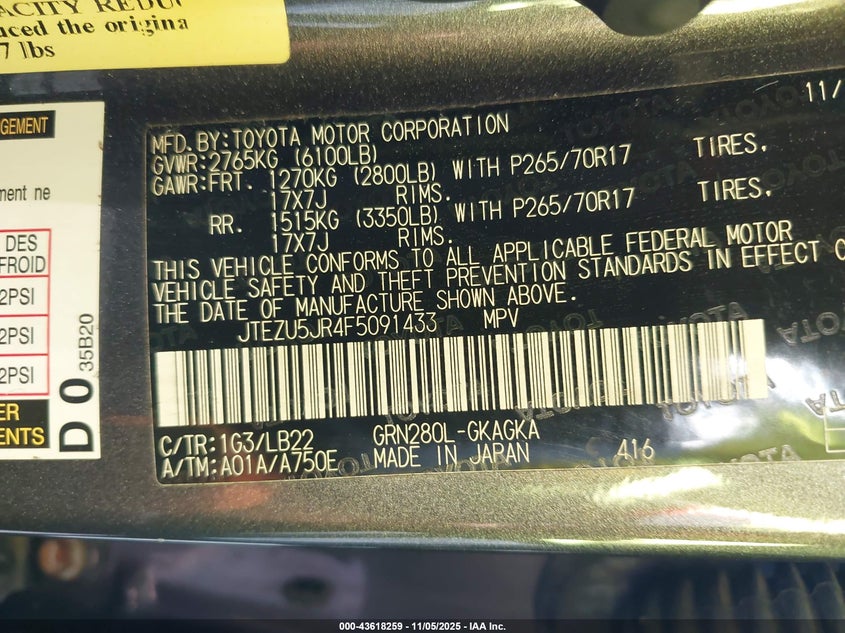 ACITY REDU
uced the origina
7 lbs
GEMENT
ment ne
DES
FROID
2PSI
2PSI
2PSI
ER
ENTS
D 0 35B20
11/
MFD. BY: TOYOTA MOTOR CORPORATION
GVWR: 2765KG (6100LB)
GAWR: FRT. 1270KG (2800LB) WITH P265/70R17 TIRES,
17X7J RIMS.
RR. 1515KG (3350LB) WITH P265/70R17 TIRES,
17X7J RIMS.
THIS VEHICLE CONFORMS TO ALL APPLICABLE FEDERAL MOTOR
VEHICLE SAFETY AND THEFT PREVENTION STANDARDS IN EFFECT O
THE DATE OF MANUFACTURE SHOWN ABOVE.
JTEZU5JR4F5091433 MPV
C/TR: 1G3/LB22 GRN280L-GKAGKA
A/TM: A01A/A750E MADE IN JAPAN 416
000-43618259 - 11/05/2025 - IAA Inc.